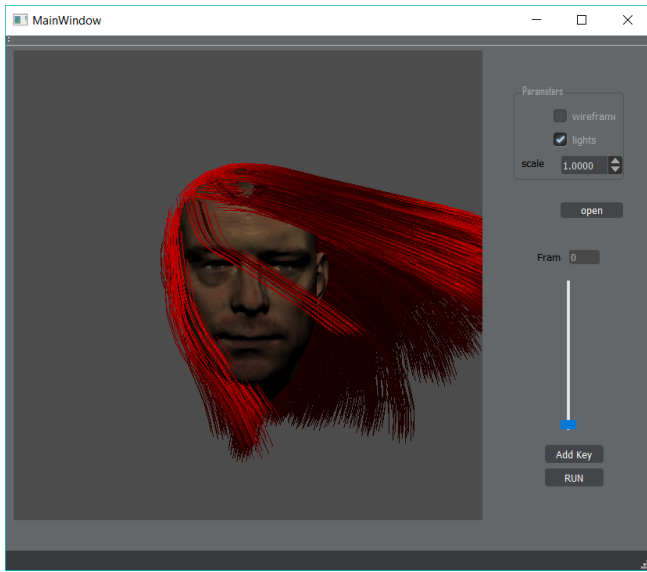 MainWindow
Parameters
wirefram
lights
scale 1.0000
open
Fram 0
Add Key
RUN